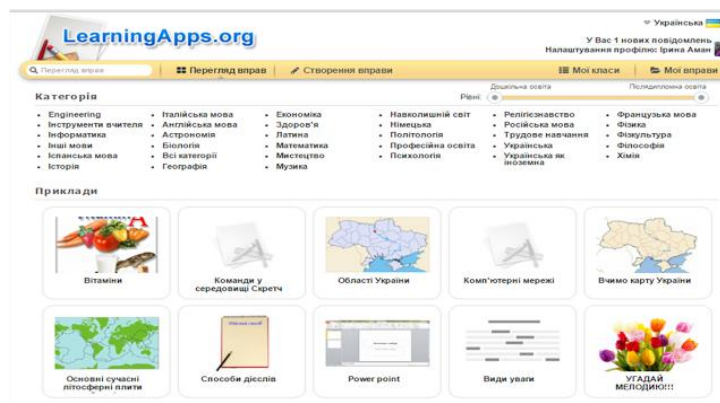 Українська
LearningApps.org
У Вас 1 нових повідомлень
Налаштування профілю: Ірина Аман
Перегляд вправ
Перегляд вправ
Створення вправи
Мої класи
Мої вправи
Категорія
Рівні:
Дошкільна освіта
Післядипломна освіта
Engineering
Інструменти вчителя
Інформатика
Інші мови
Іспанська мова
Історія
Італійська мова
Англійська мова
Астрономія
Біологія
Всі категорії
Географія
Економіка
Здоров'я
Латина
Математика
Мистецтво
Музика
Навколишній світ
Німецька
Політологія
Професійна освіта
Психологія
Релігієзнавство
Російська мова
Трудове навчання
Українська
Українська як
іноземна
Французька мова
Фізика
Фізкультура
Філософія
Хімія
Приклади
Вітаміни
Команди у
середовищі Скретч
Області України
Комп'ютерні мережі
Вчимо карту України
Основні сучасні
літосферні плити
Способи дієслів
Power point
Види уваги
УГАДАЙ
МЕЛОДИЮ!!!